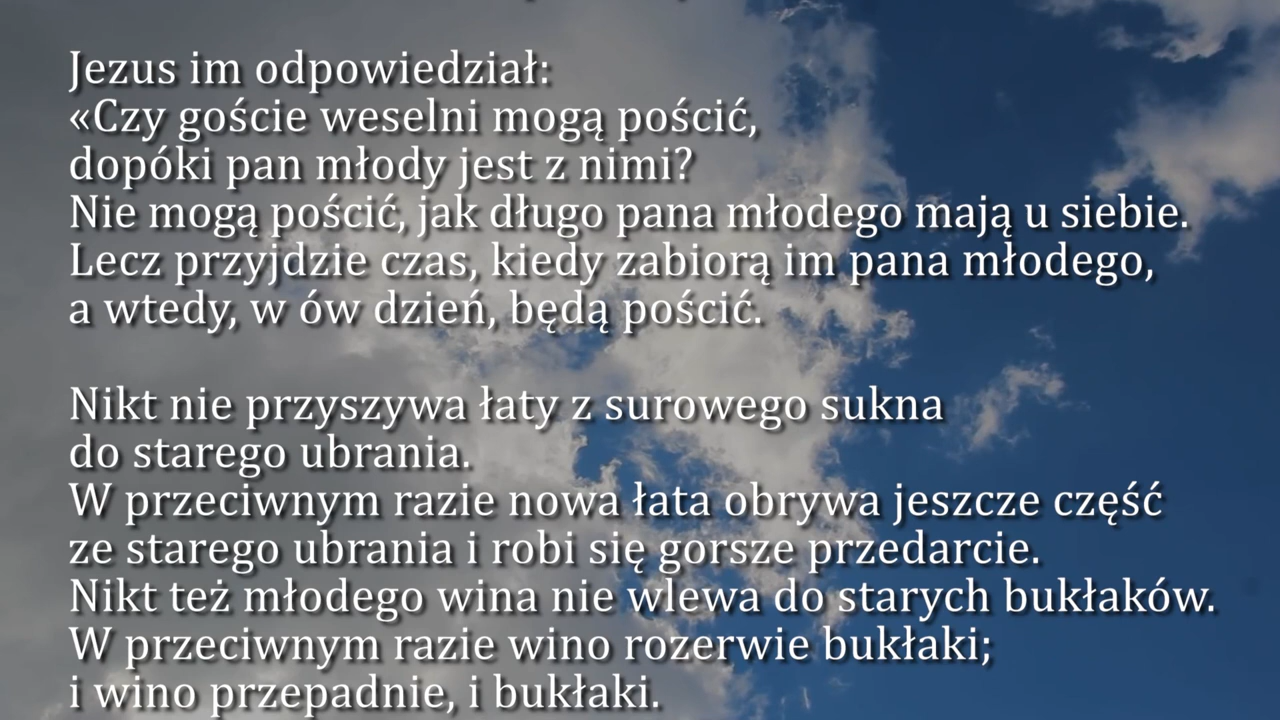 Jezus im odpowiedział:
«Czy goście weselni mogą pościć,
dopóki pan młody jest z nimi?
Nie mogą pościć, jak długo pana młodego mają u siebie.
Lecz przyjdzie czas, kiedy zabiorą im pana młodego,
a wtedy, w ów dzień, będą pościć.
Nikt nie przyszywa łaty z surowego sukna
do starego ubrania.
W przeciwnym razie nowa łata obrywa jeszcze część
ze starego ubrania i robi się gorsze przedarcie.
Nikt też młodego wina nie wlewa do starych bukłaków.
W przeciwnym razie wino rozerwie bukłaki;
i wino przepadnie, i bukłaki.